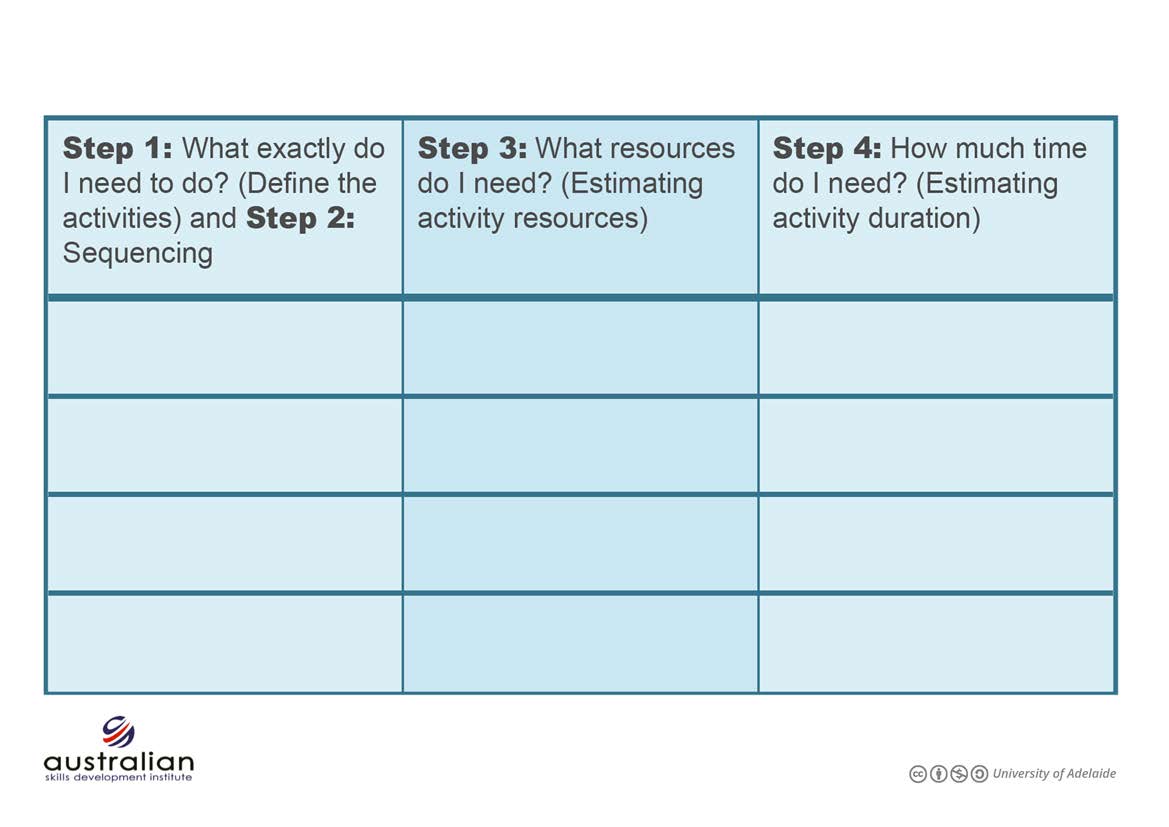 Step 1: What exactly do
I need to do? (Define the
activities) and Step 2:
Sequencing
Step 3: What resources
do I need? (Estimating
activity resources)
Step 4: How much time
do I need? (Estimating
activity duration)
australian
skills development institute
cc
University of Adelaide